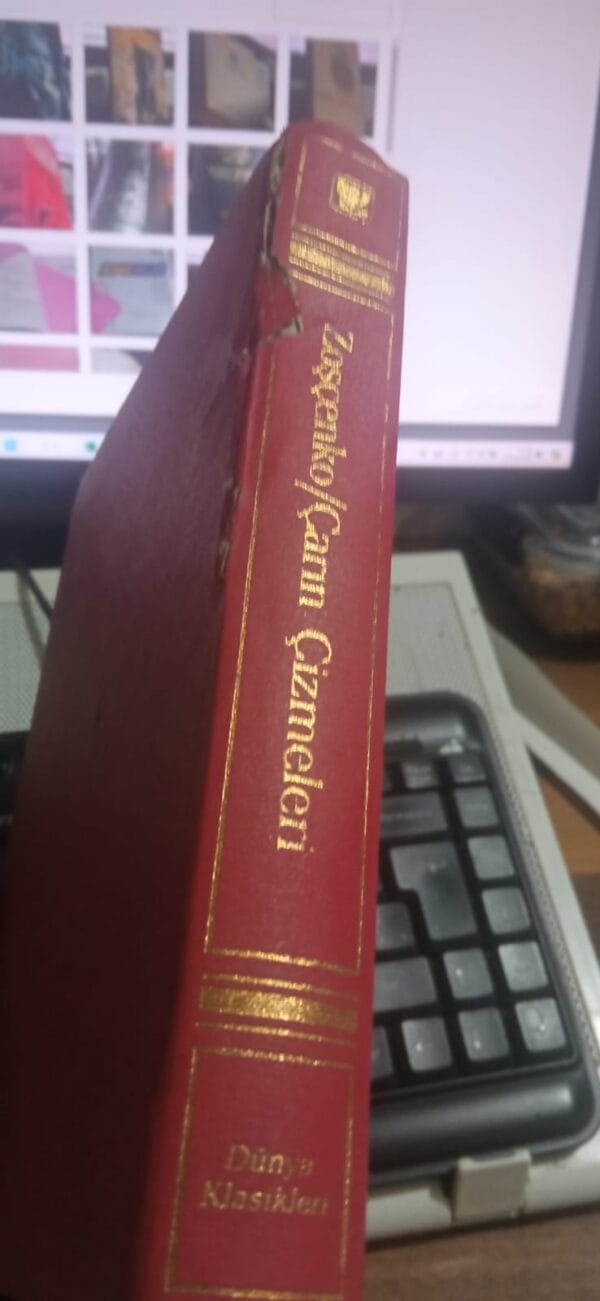 Zoşçenko/Çarın Çizmeleri
Dünya
Klasikleri